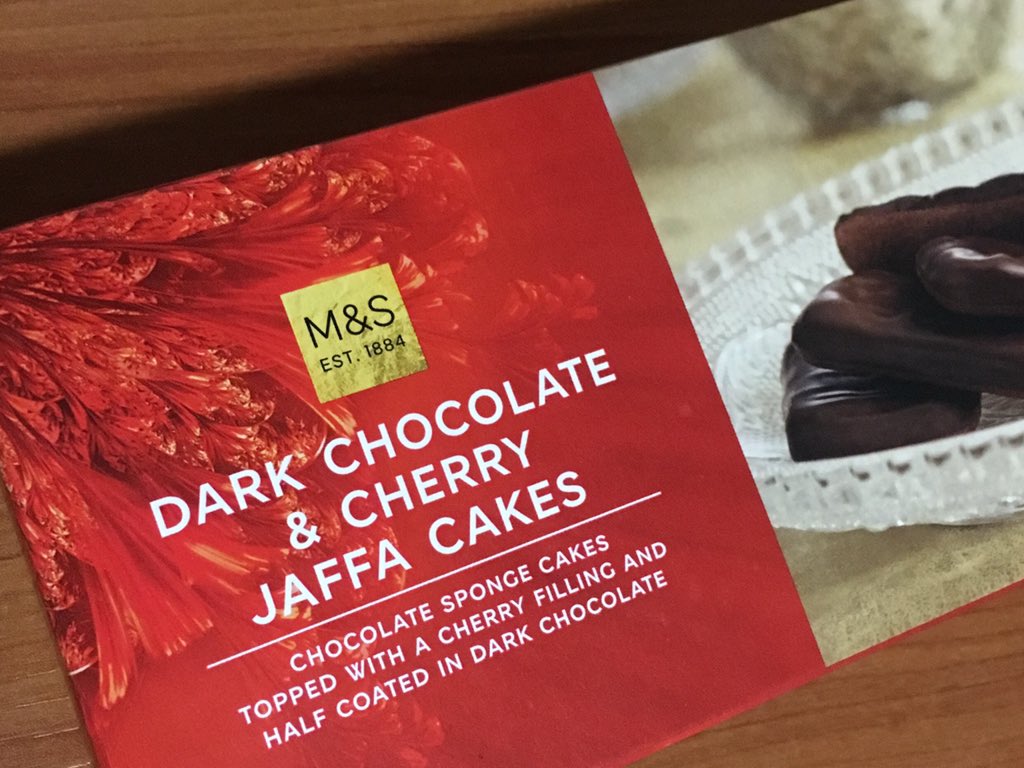 M&S
EST. 1884
DARK CHOCOLATE
& CHERRY
JAFFA CAKES
CHOCOLATE SPONGE CAKES
TOPPED WITH A CHERRY FILLING AND
HALF COATED IN DARK CHOCOLATE